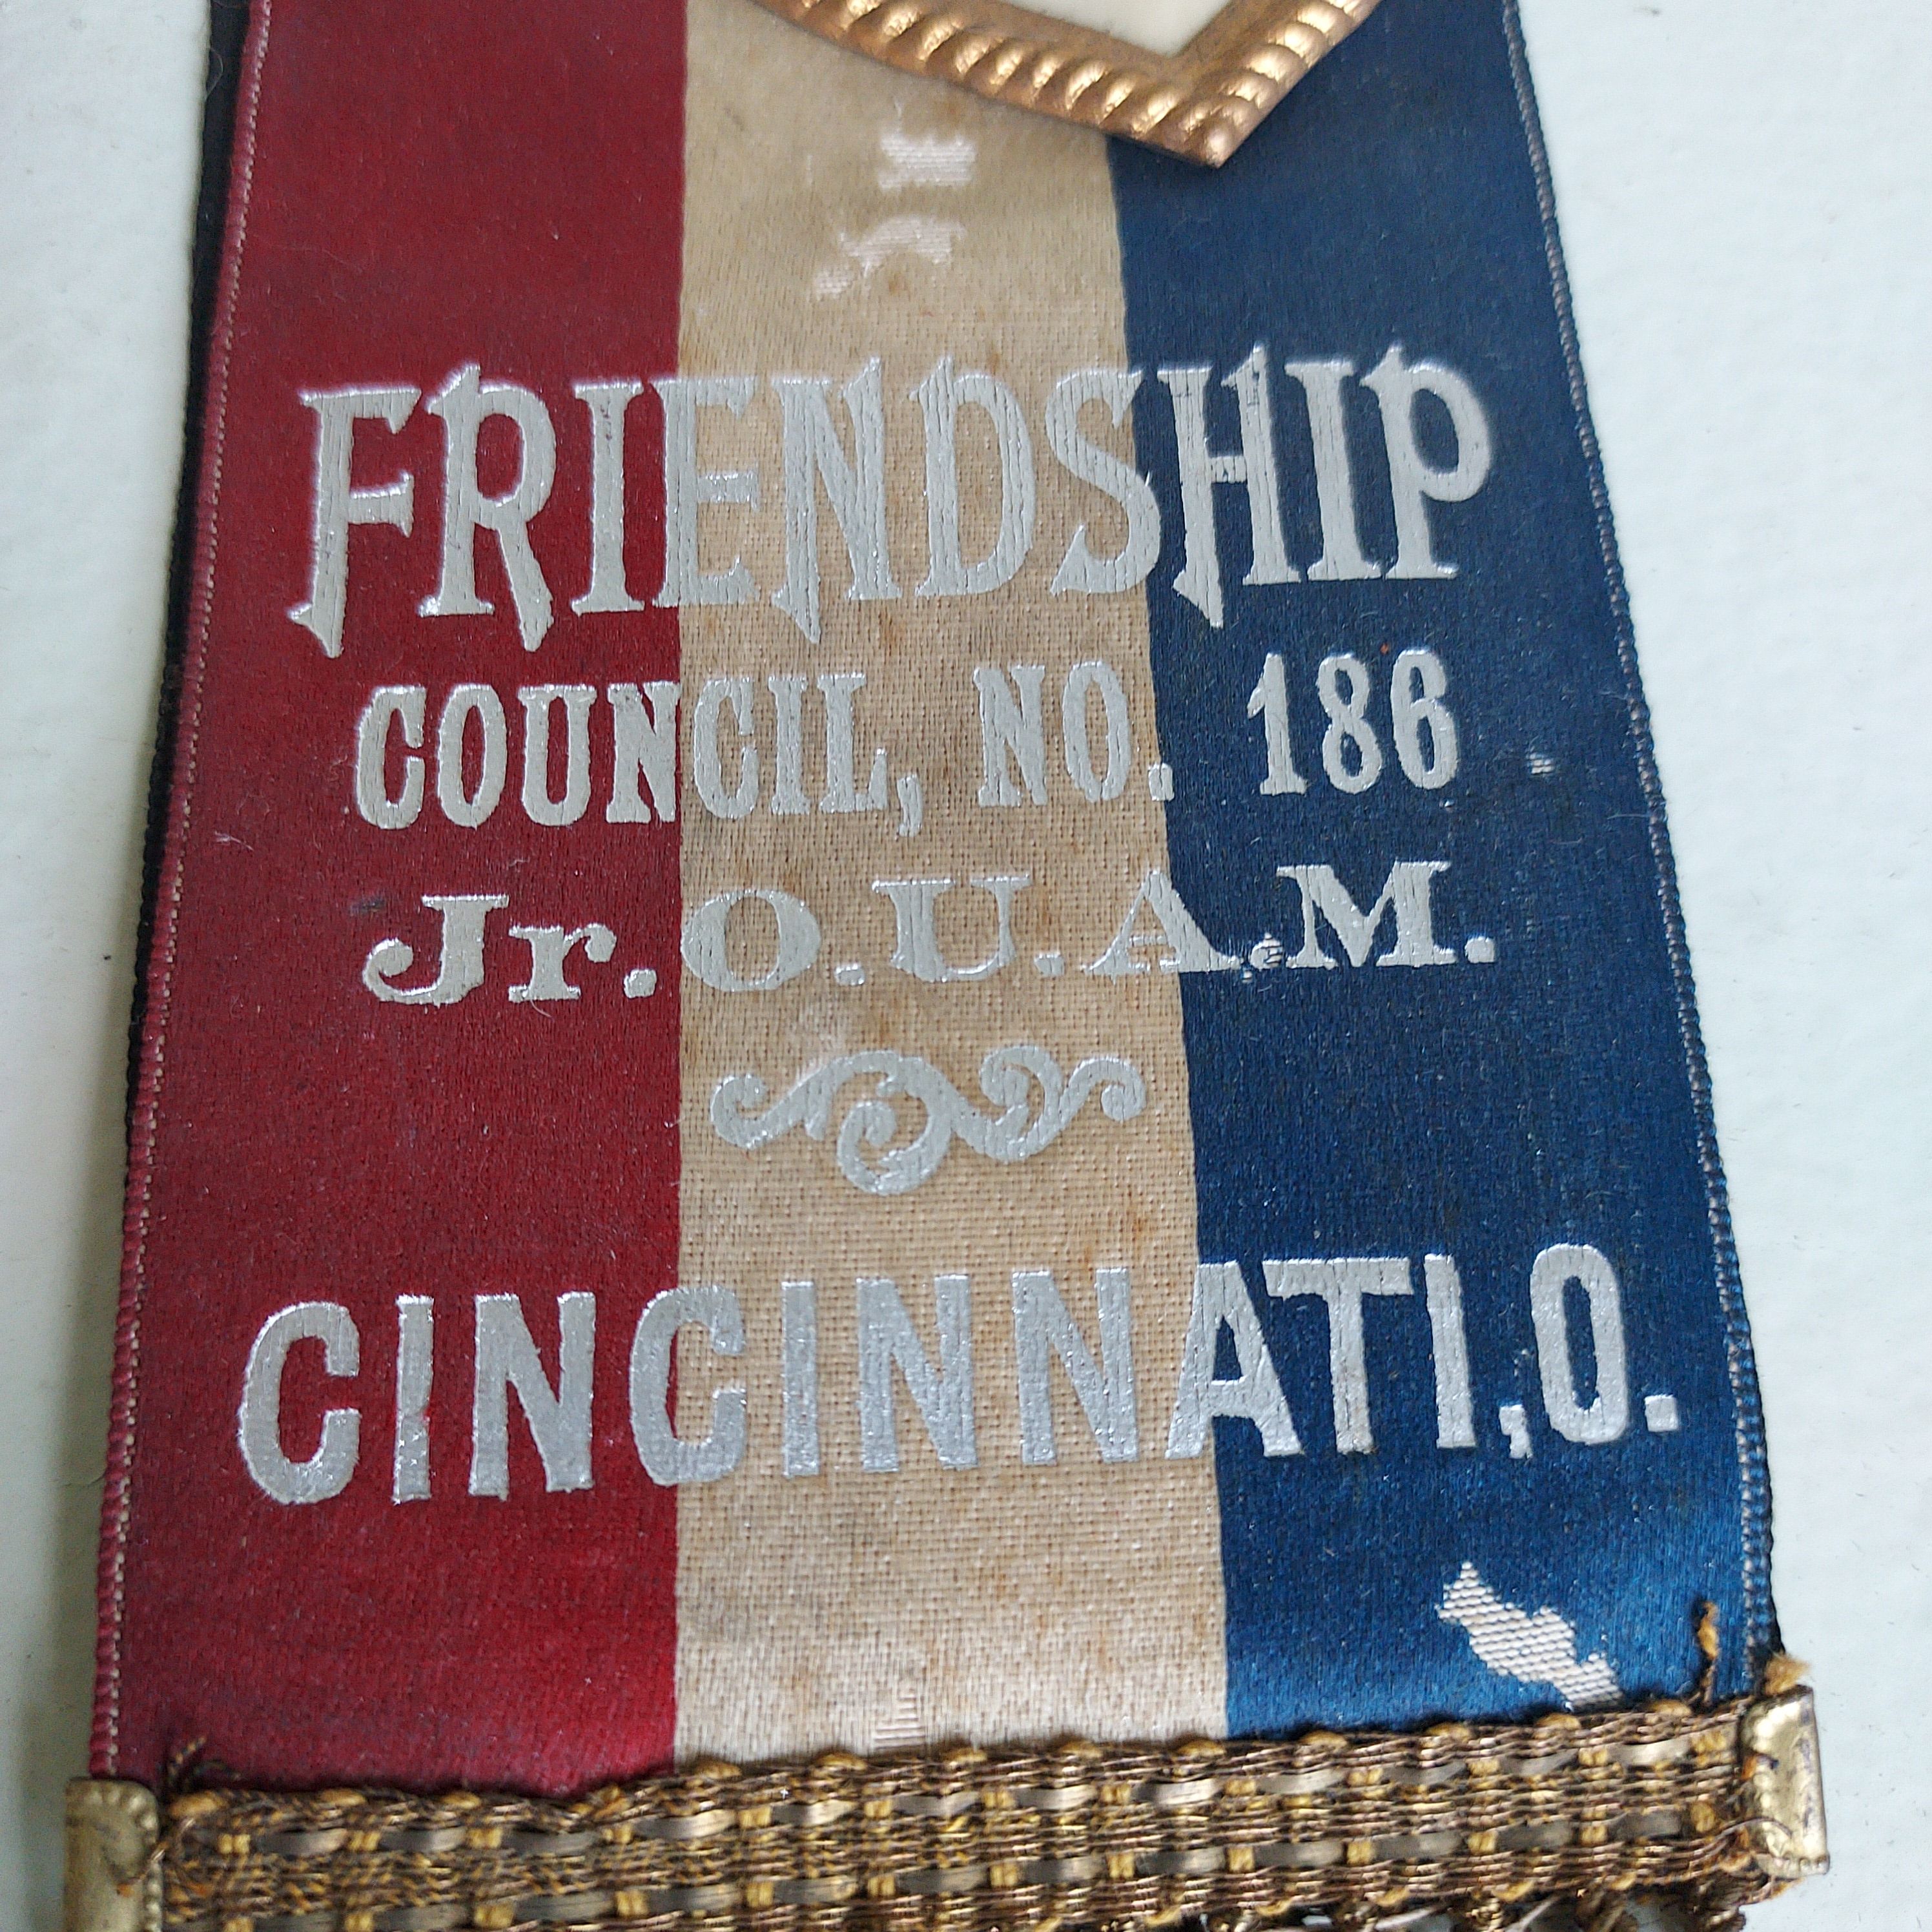 FRIENDSHIP
COUNCIL, NO. 186
Jr.O.U.A.M.
CINCINNATI,O.